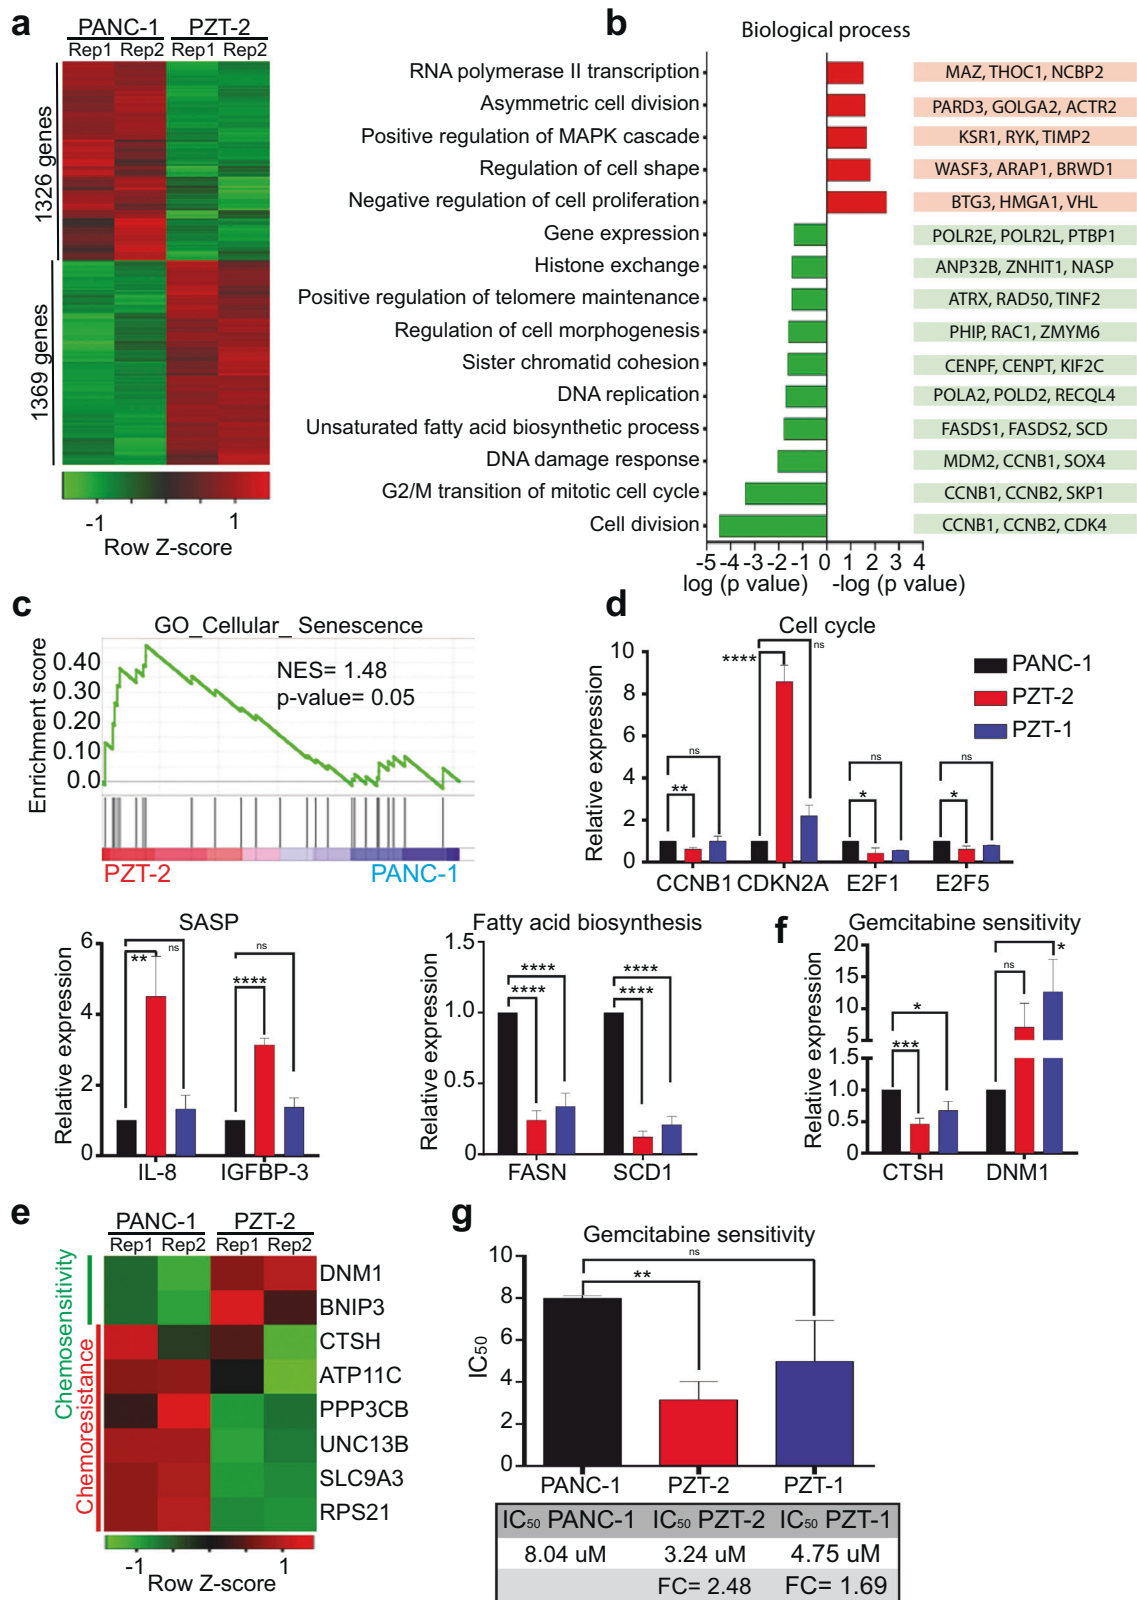 a
PANC-1 PZT-2
Rep1 Rep2 Rep1 Rep2
1326 genes
1369 genes
-1 1
Row Z-score
b
Biological process
RNA polymerase II transcription MAZ, THOC1, NCBP2
Asymmetric cell division PARD3, GOLGA2, ACTR2
Positive regulation of MAPK cascade KSR1, RYK, TIMP2
Regulation of cell shape WASF3, ARAP1, BRWD1
Negative regulation of cell proliferation BTG3, HMGA1, VHL
Gene expression POLR2E, POLR2L, PTBP1
Histone exchange ANP32B, ZNHIT1, NASP
Positive regulation of telomere maintenance ATRX, RAD50, TINF2
Regulation of cell morphogenesis PHIP, RAC1, ZMYM6
Sister chromatid cohesion CENPF, CENPT, KIF2C
DNA replication POLA2, POLD2, RECQL4
Unsaturated fatty acid biosynthetic process FASDS1, FASDS2, SCD
DNA damage response MDM2, CCNB1, SOX4
G2/M transition of mitotic cell cycle CCNB1, CCNB2, SKP1
Cell division CCNB1, CCNB2, CDK4
-5 -4 -3 -2 -1 0 1 2 3 4
log (p value) -log (p value)
c
GO_Cellular_ Senescence
NES= 1.48
p-value= 0.05
Enrichment score
0.40
0.30
0.20
0.10
0.0
PZT-2 PANC-1
d
Cell cycle
Relative expression
10
8
6
4
2
0
** ns
**** ns
* ns
* ns
CCNB1 CDKN2A E2F1 E2F5
PANC-1
PZT-2
PZT-1
SASP
Relative expression
6
4
2
0
** ns
**** ns
IL-8 IGFBP-3
Fatty acid biosynthesis
Relative expression
1.5
1.0
0.5
0
**** ****
**** ****
FASN SCD1
f
Gemcitabine sensitivity
Relative expression
20
15
10
5
1.5
1.0
0.5
0
*** *
ns *
CTSH DNM1
e
PANC-1 PZT-2
Rep1 Rep2 Rep1 Rep2
Chemosensitivity
Chemoresistance
DNM1
BNIP3
CTSH
ATP11C
PPP3CB
UNC13B
SLC9A3
RPS21
-1 1
Row Z-score
g
Gemcitabine sensitivity
IC50
10
8
6
4
2
0
** ns
PANC-1 PZT-2 PZT-1
IC50 PANC-1 IC50 PZT-2 IC50 PZT-1
8.04 uM 3.24 uM 4.75 uM
FC= 2.48 FC= 1.69